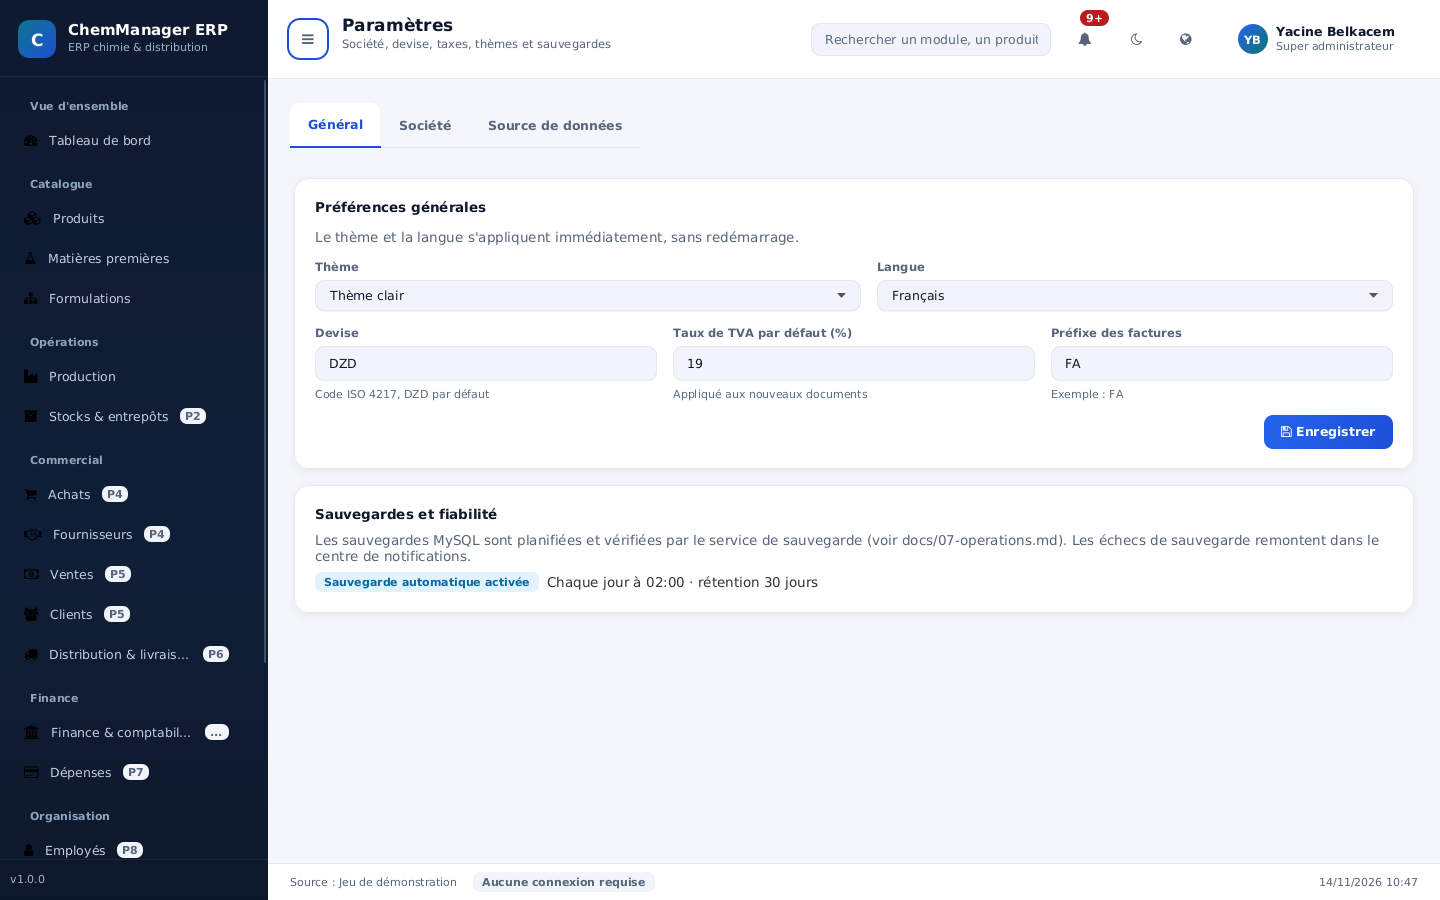 C
ChemManager ERP
ERP chimie & distribution
Vue d'ensemble
Tableau de bord
Catalogue
Produits
Matières premières
Formulations
Opérations
Production
Stocks & entrepôts P2
Commercial
Achats P4
Fournisseurs P4
Ventes P5
Clients P5
Distribution & livrais... P6
Finance
Finance & comptabil... ...
Dépenses P7
Organisation
Employés P8
v1.0.0
Paramètres
Société, devise, taxes, thèmes et sauvegardes
Rechercher un module, un produit
9+
YB
Yacine Belkacem
Super administrateur
Général Société Source de données
Préférences générales
Le thème et la langue s'appliquent immédiatement, sans redémarrage.
Thème Langue
Thème clair Français
Devise Taux de TVA par défaut (%) Préfixe des factures
DZD 19 FA
Code ISO 4217, DZD par défaut Appliqué aux nouveaux documents Exemple : FA
Enregistrer
Sauvegardes et fiabilité
Les sauvegardes MySQL sont planifiées et vérifiées par le service de sauvegarde (voir docs/07-operations.md). Les échecs de sauvegarde remontent dans le
centre de notifications.
Sauvegarde automatique activée Chaque jour à 02:00 · rétention 30 jours
Source : Jeu de démonstration Aucune connexion requise 14/11/2026 10:47